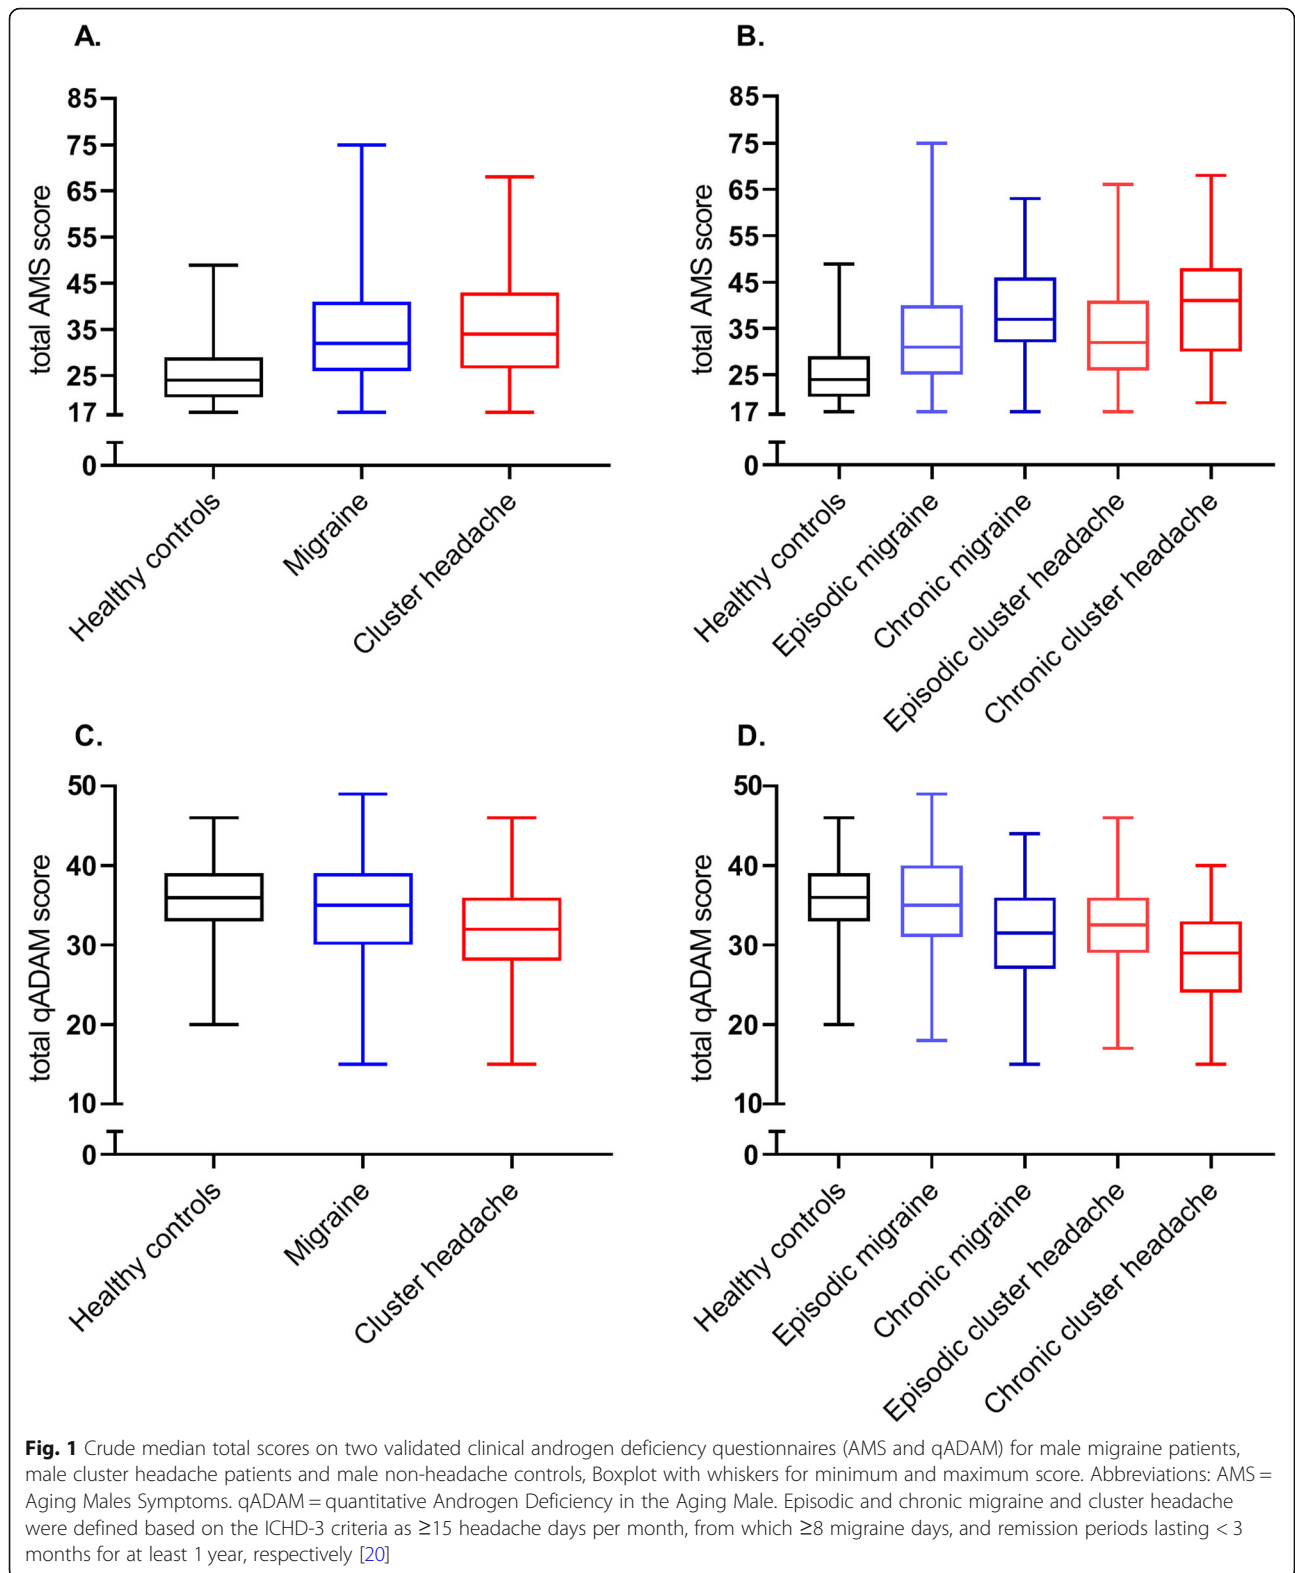 A.
total AMS score
85
75
65
55
45
35
25
17
0
Healthy controls
Migraine
Cluster headache
B.
total AMS score
85
75
65
55
45
35
25
17
0
Healthy controls
Episodic migraine
Chronic migraine
Episodic cluster headache
Chronic cluster headache
C.
total qADAM score
50
40
30
20
10
0
Healthy controls
Migraine
Cluster headache
D.
total qADAM score
50
40
30
20
10
0
Healthy controls
Episodic migraine
Chronic migraine
Episodic cluster headache
Chronic cluster headache
Fig. 1 Crude median total scores on two validated clinical androgen deficiency questionnaires (AMS and qADAM) for male migraine patients,
male cluster headache patients and male non-headache controls, Boxplot with whiskers for minimum and maximum score. Abbreviations: AMS =
Aging Males Symptoms. qADAM = quantitative Androgen Deficiency in the Aging Male. Episodic and chronic migraine and cluster headache
were defined based on the ICHD-3 criteria as ≥15 headache days per month, from which ≥8 migraine days, and remission periods lasting < 3
months for at least 1 year, respectively [20]